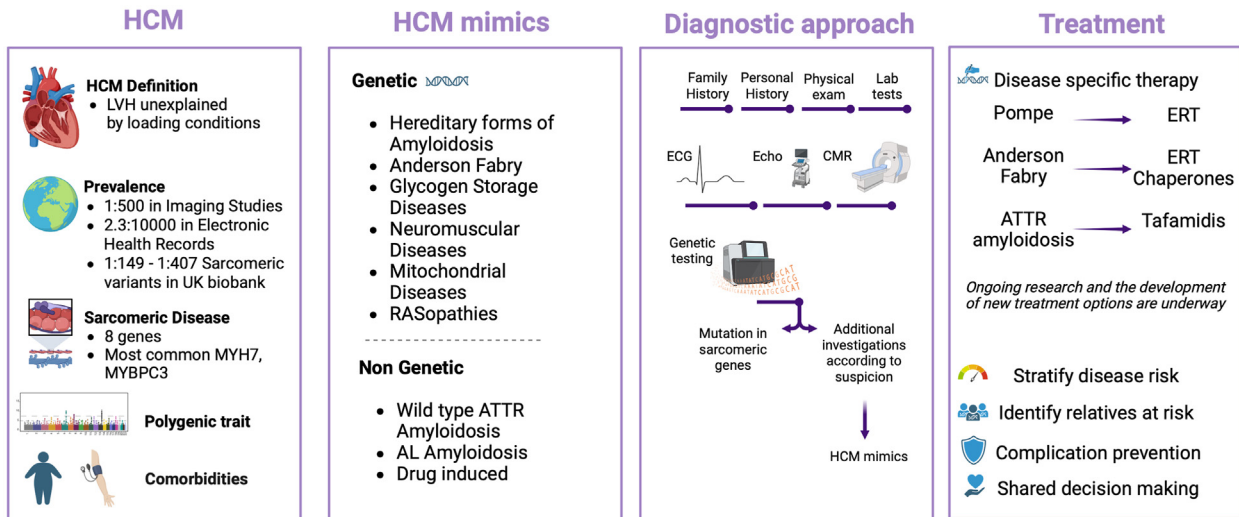 HCM
HCM Definition
• LVH unexplained
by loading conditions
Prevalence
• 1:500 in Imaging Studies
• 2.3:10000 in Electronic
Health Records
• 1:149 - 1:407 Sarcomeric
variants in UK biobank
Sarcomeric Disease
• 8 genes
• Most common MYH7,
MYBPC3
Polygenic trait
Comorbidities
HCM mimics
Genetic
• Hereditary forms of
Amyloidosis
• Anderson Fabry
• Glycogen Storage
Diseases
• Neuromuscular
Diseases
• Mitochondrial
Diseases
• RASopathies
Non Genetic
• Wild type ATTR
Amyloidosis
• AL Amyloidosis
• Drug induced
Diagnostic approach
Family
History
Personal
History
Physical
exam
Lab
tests
ECG
Echo
CMR
Genetic
testing
Mutation in
sarcomeric
genes
Additional
investigations
according to
suspicion
HCM mimics
Treatment
Disease specific therapy
Pompe
ERT
Anderson
Fabry
ERT
Chaperones
ATTR
amyloidosis
Tafamidis
Ongoing research and the development
of new treatment options are underway
Stratify disease risk
Identify relatives at risk
Complication prevention
Shared decision making